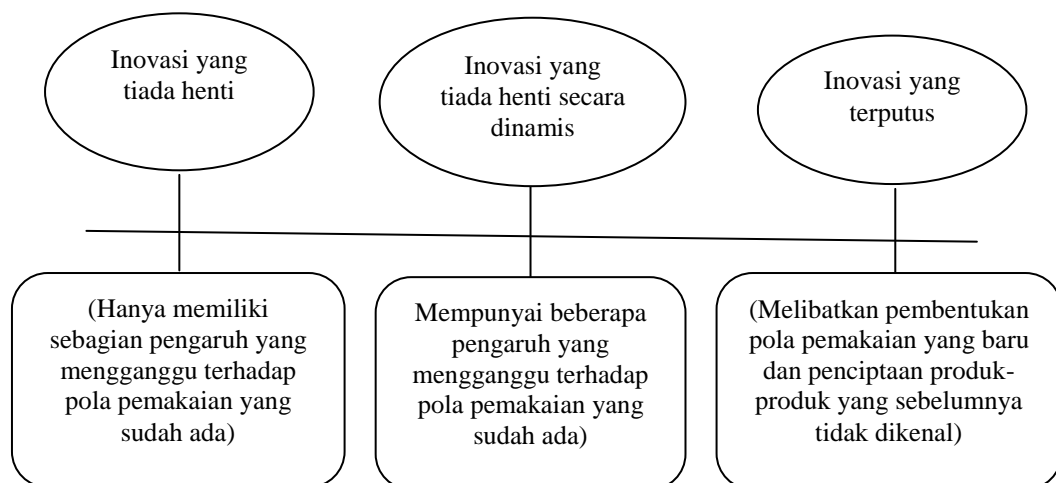 Inovasi yang
tiada henti
Inovasi yang
tiada henti secara
dinamis
Inovasi yang
terputus
(Hanya memiliki
sebagian pengaruh yang
mengganggu terhadap
pola pemakaian yang
sudah ada)
Mempunyai beberapa
pengaruh yang
mengganggu terhadap
pola pemakaian yang
sudah ada)
(Melibatkan pembentukan
pola pemakaian yang baru
dan penciptaan produk-
produk yang sebelumnya
tidak dikenal)